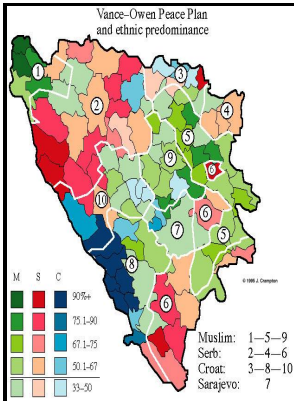 Vance–Owen Peace Plan
and ethnic predominance
1
2
3
4
5
9
6
10
6
7
5
8
6
© 1996 J. Crampton
M S C
90%+
75.1–90
67.1–75
50.1–67
33–50
Muslim: 1—5—9
Serb: 2—4—6
Croat: 3—8—10
Sarajevo: 7